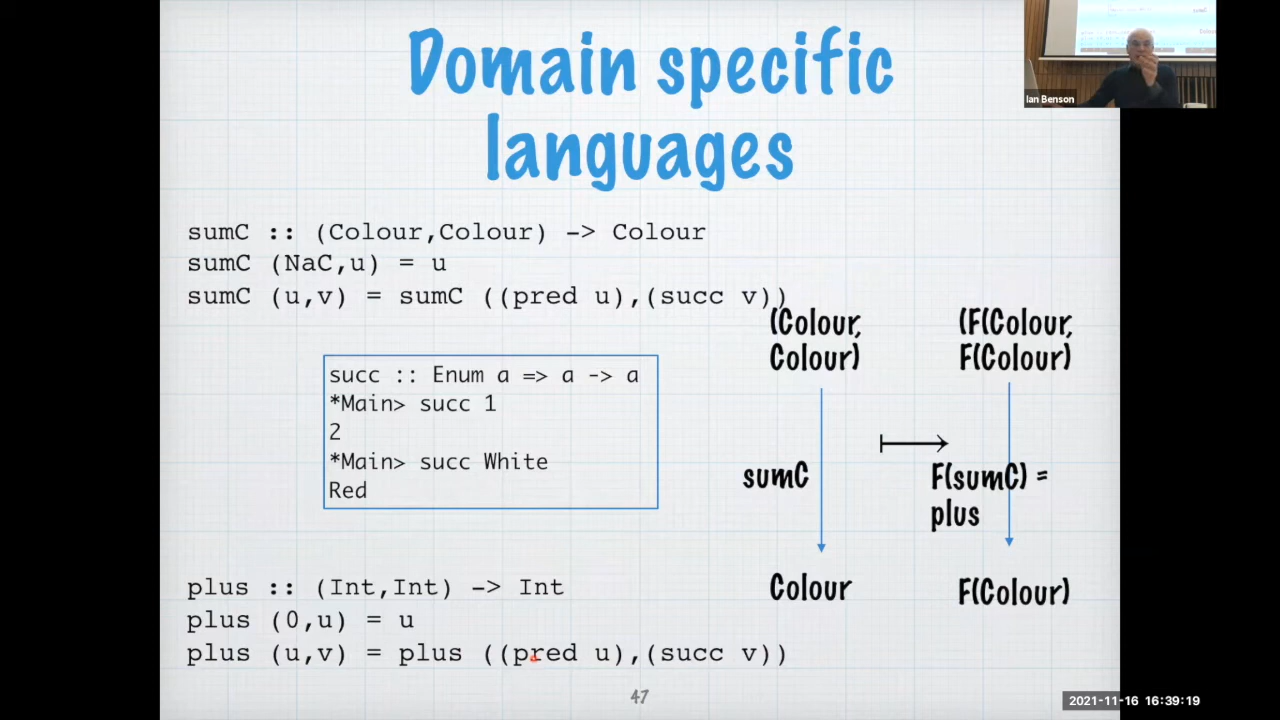 Domain specific
languages
Ian Benson
sumC :: (Colour,Colour) -> Colour
sumC (NaC,u) = u
sumC (u,v) = sumC ((pred u),(succ v))
succ :: Enum a => a -> a
*Main> succ 1
2
*Main> succ White
Red
(Colour,
Colour)
(F(Colour,
F(Colour)
sumC
F(sumC) =
plus
Colour
F(Colour)
plus :: (Int,Int) -> Int
plus (0,u) = u
plus (u,v) = plus ((pred u),(succ v))
47
2021-11-16 16:39:19